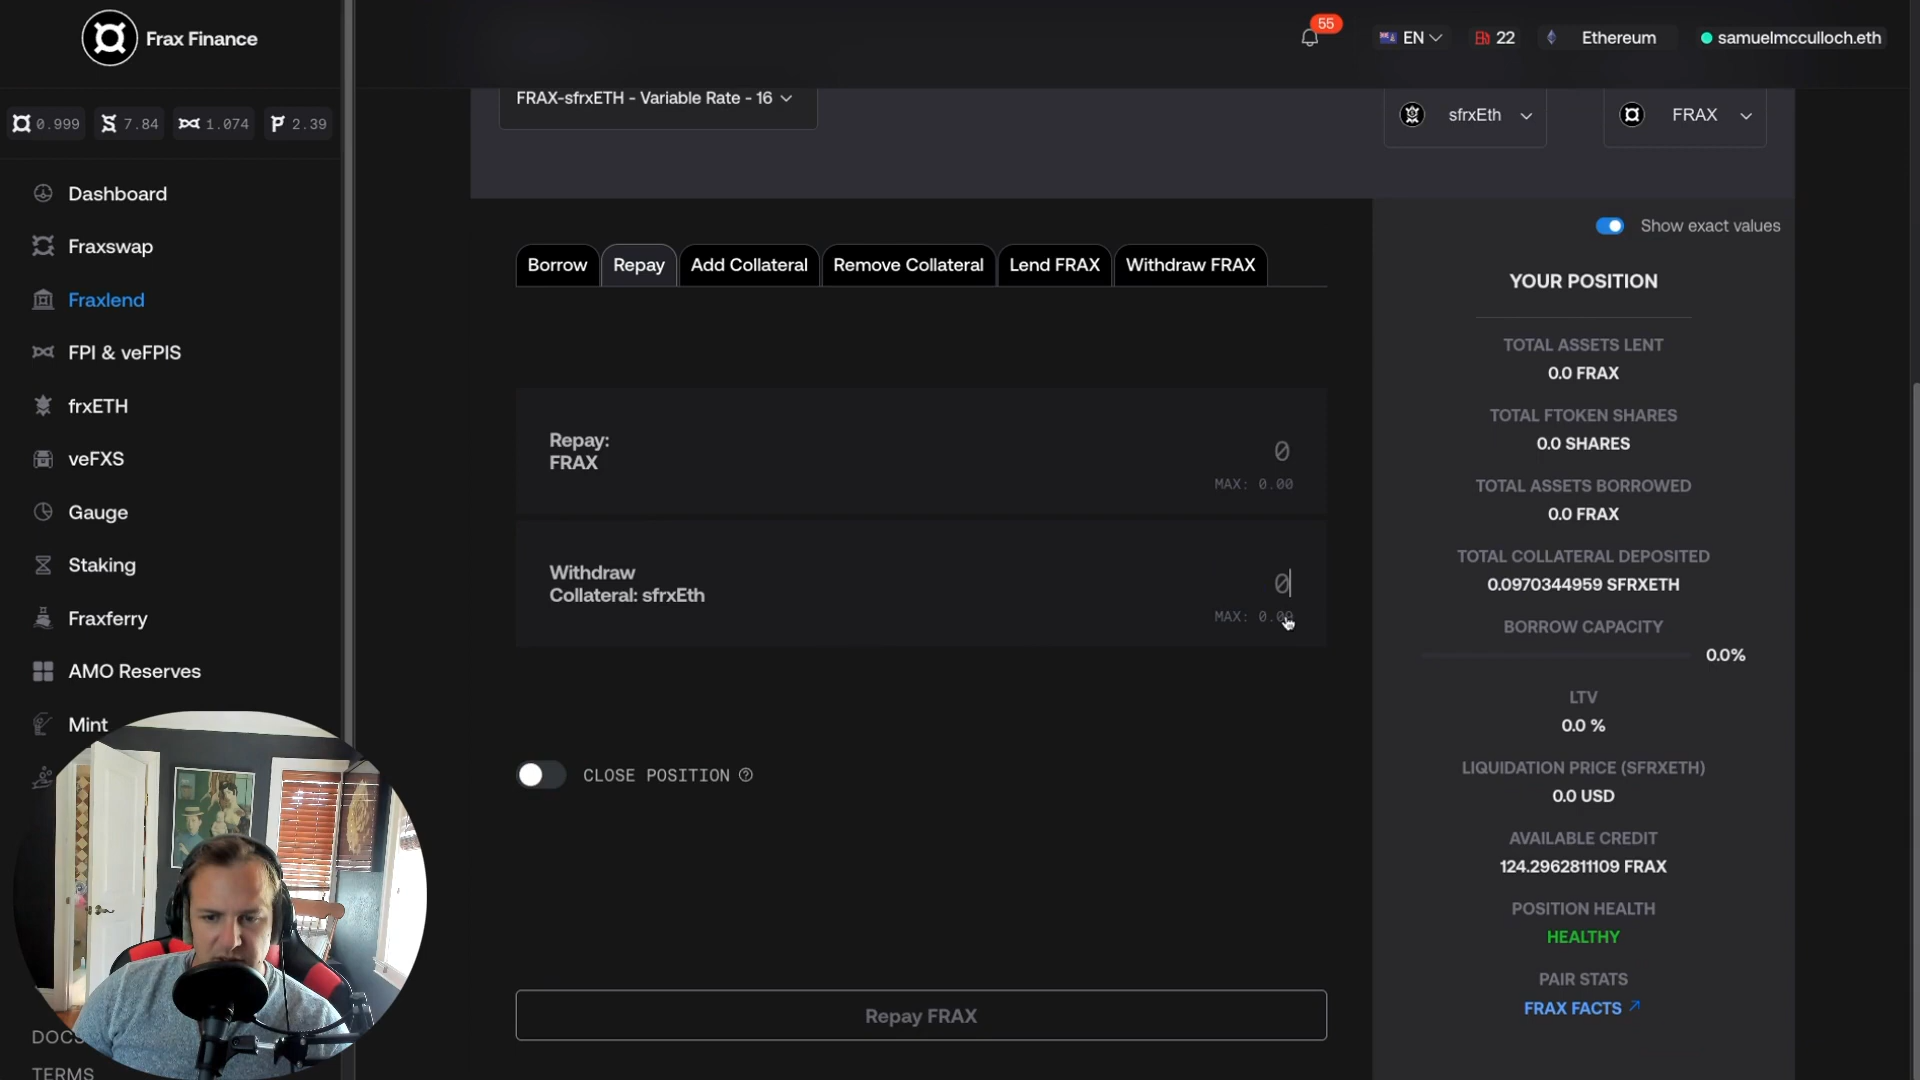 Frax Finance
55
EN
22
Ethereum
samuelmcculloch.eth
0.999
7.84
1.074
2.39
FRAX-sfrxETH - Variable Rate - 16
sfrxEth
FRAX
Dashboard
Fraxswap
Fraxlend
FPI & veFPIS
frxETH
veFXS
Gauge
Staking
Fraxferry
AMO Reserves
Mint
DOCS
TERMS
Borrow
Repay
Add Collateral
Remove Collateral
Lend FRAX
Withdraw FRAX
Repay:
FRAX
0
MAX: 0.00
Withdraw
Collateral: sfrxEth
0
MAX:
CLOSE POSITION
Repay FRAX
Show exact values
YOUR POSITION
TOTAL ASSETS LENT
0.0 FRAX
TOTAL FTOKEN SHARES
0.0 SHARES
TOTAL ASSETS BORROWED
0.0 FRAX
TOTAL COLLATERAL DEPOSITED
0.0970344959 SFRXETH
BORROW CAPACITY
0.0%
LTV
0.0 %
LIQUIDATION PRICE (SFRXETH)
0.0 USD
AVAILABLE CREDIT
124.2962811109 FRAX
POSITION HEALTH
HEALTHY
PAIR STATS
FRAX FACTS